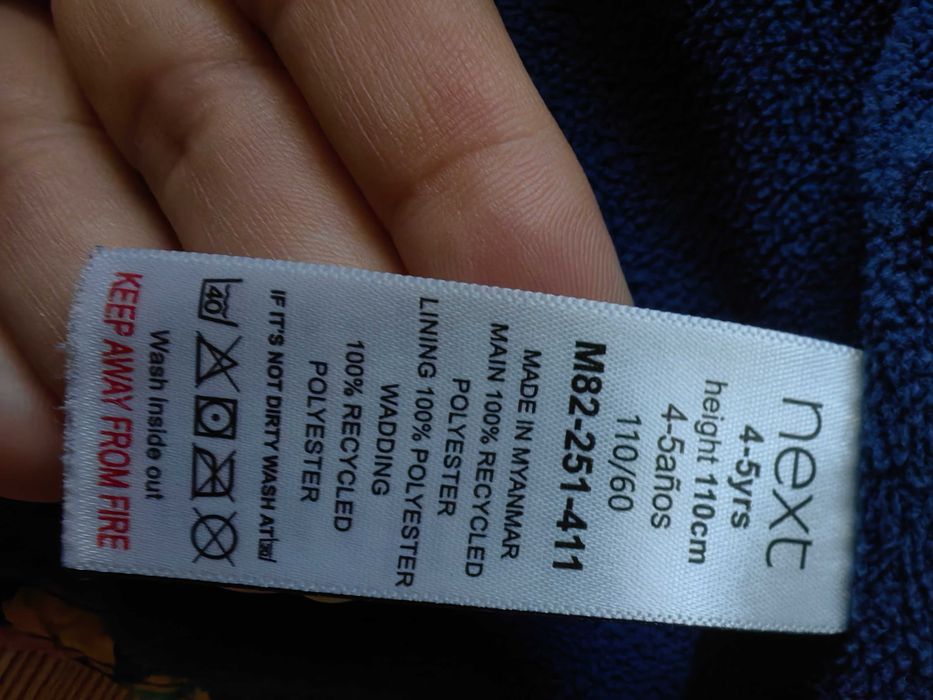 next
4-5yrs
height 110cm
4-5años
110/60
M82-251-411
MADE IN MYANMAR
MAIN 100% RECYCLED
POLYESTER
LINING 100% POLYESTER
WADDING
100% RECYCLED
POLYESTER
IF IT'S NOT DIRTY WASH AT 30
40
Wash Inside out
KEEP AWAY FROM FIRE